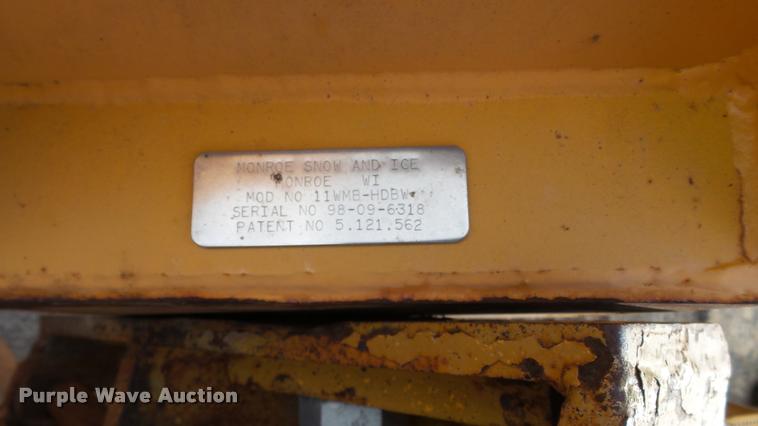 MONROE SNOW AND ICE
MONROE WI
MOD NO 11WMB-HDBW
SERIAL NO 98-09-6318
PATENT NO 5.121.562
Purple Wave Auction